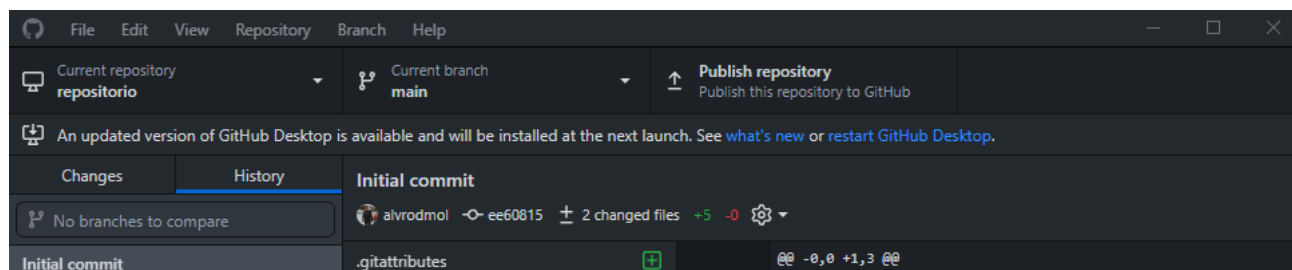 File Edit View Repository Branch Help
Current repository
repositorio
Current branch
main
Publish repository
Publish this repository to GitHub
An updated version of GitHub Desktop is available and will be installed at the next launch. See what's new or restart GitHub Desktop.
Changes History
No branches to compare
Initial commit
Initial commit
alvrodmol ee60815 2 changed files +5 -0
.gitattributes
@@ -0,0 +1,3 @@